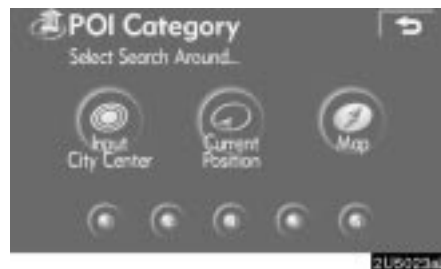 POI Category
Select Search Around...
Input
City Center
Current
Position
Map
2U5023a